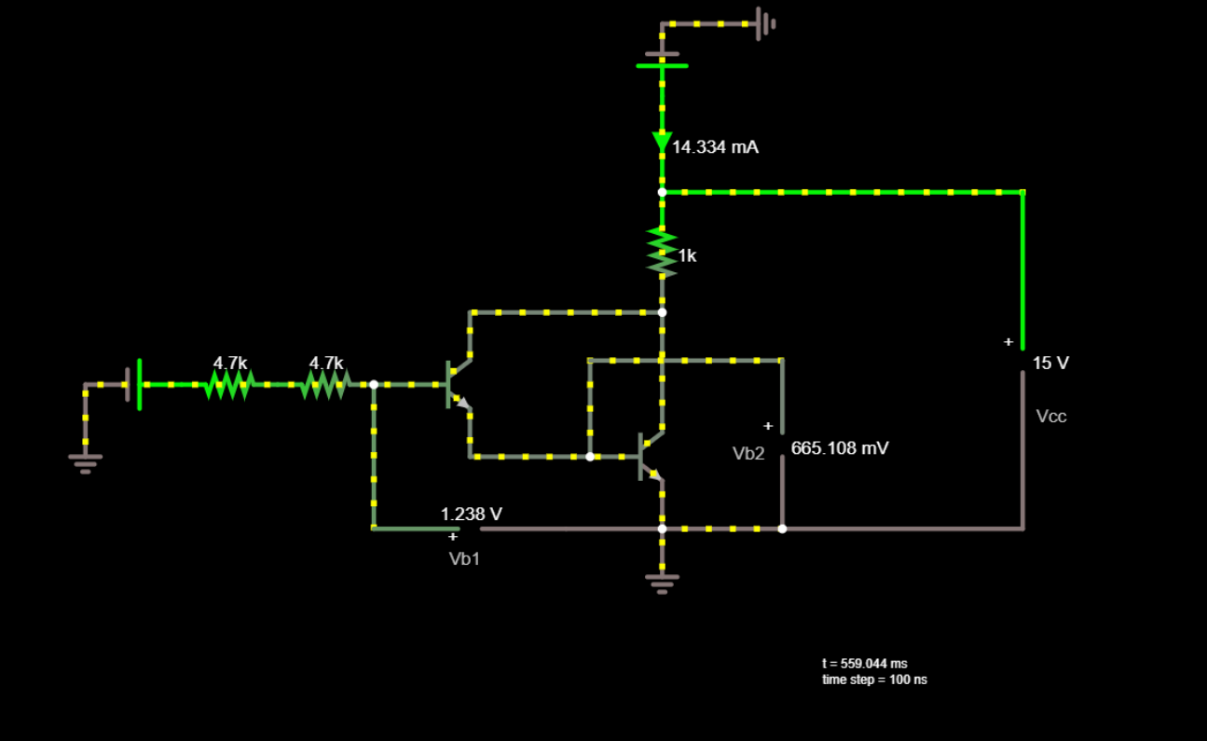 14.334 mA
1k
4.7k
4.7k
+
15 V
Vcc
+
Vb2
665.108 mV
1.238 V
+
Vb1
t = 559.044 ms
time step = 100 ns